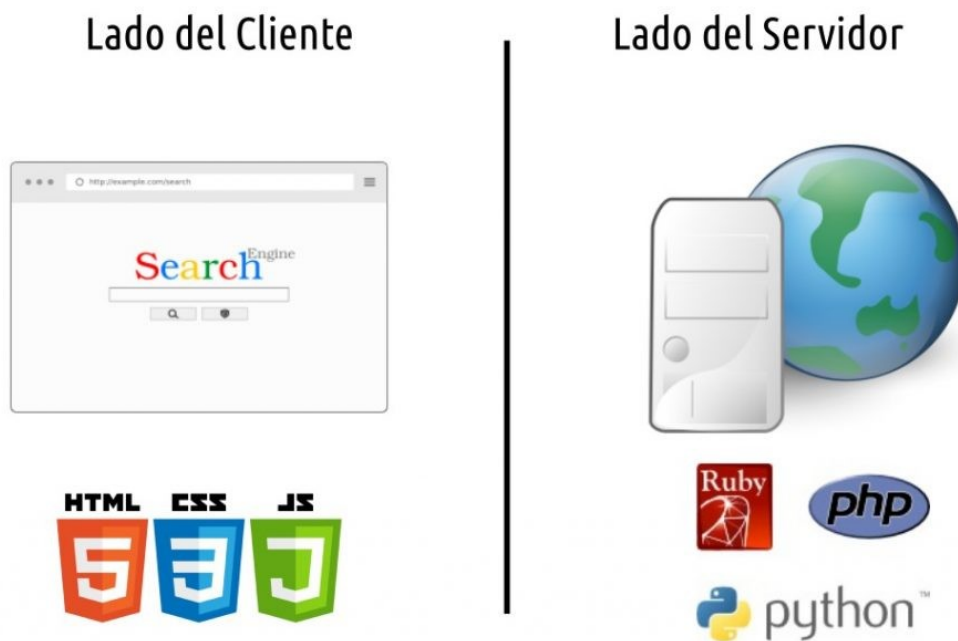 Lado del Cliente
Lado del Servidor
http://example.com/search
Search Engine
HTML CSS JS
5 3 J
Ruby
php
python™